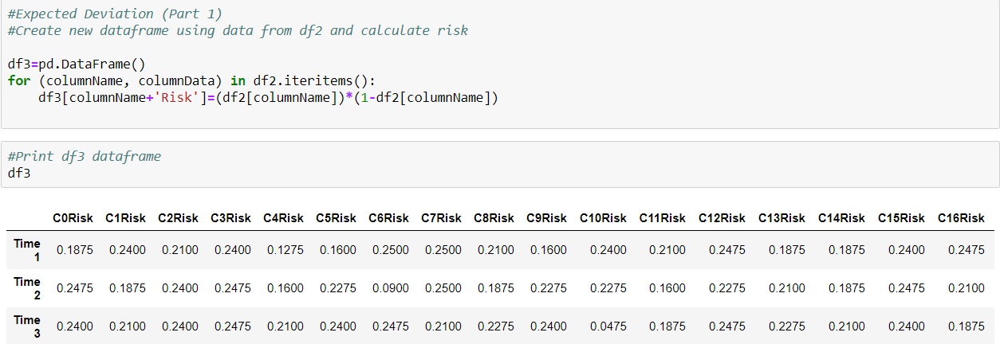 #Expected Deviation (Part 1)
#Create new dataframe using data from df2 and calculate risk
df3=pd.DataFrame()
for (columnName, columnData) in df2.iteritems():
    df3[columnName+'Risk']=(df2[columnName])*(1-df2[columnName])
#Print df3 dataframe
df3
C0Risk C1Risk C2Risk C3Risk C4Risk C5Risk C6Risk C7Risk C8Risk C9Risk C10Risk C11Risk C12Risk C13Risk C14Risk C15Risk C16Risk
Time 1 0.1875 0.2400 0.2100 0.2400 0.1275 0.1600 0.2500 0.2500 0.2100 0.1600 0.2400 0.2100 0.2475 0.1875 0.1875 0.2400 0.2475
Time 2 0.2475 0.1875 0.2400 0.2475 0.1600 0.2275 0.0900 0.2500 0.1875 0.2275 0.2275 0.1600 0.2275 0.2100 0.1875 0.2475 0.2100
Time 3 0.2400 0.2100 0.2400 0.2475 0.2100 0.2400 0.2475 0.2100 0.2275 0.2400 0.0475 0.1875 0.2475 0.2275 0.2100 0.2400 0.1875